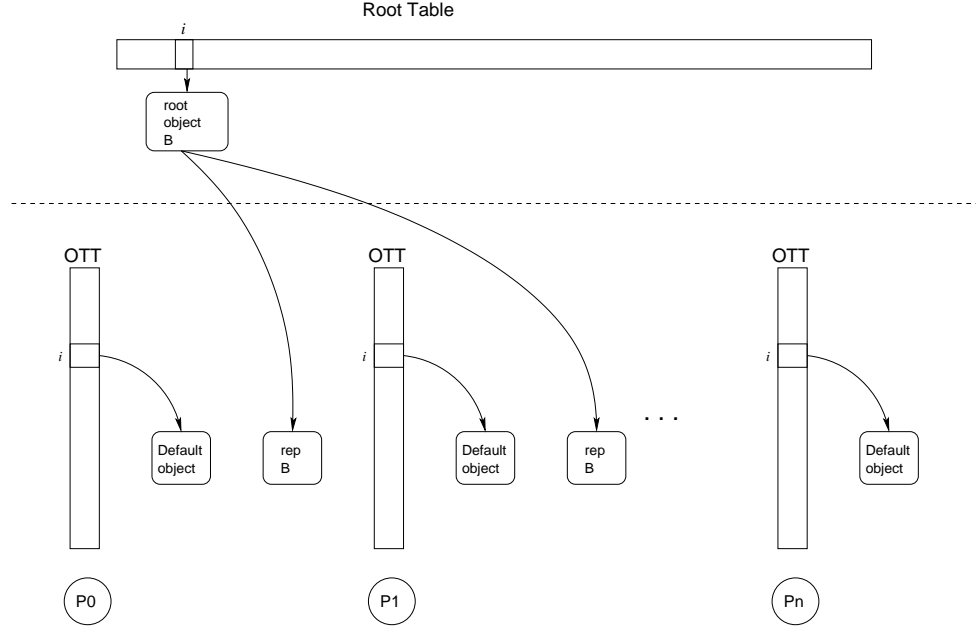 Root Table
i
root
object
B
OTT
OTT
OTT
i
i
i
Default
object
rep
B
Default
object
rep
B
. . .
Default
object
P0
P1
Pn